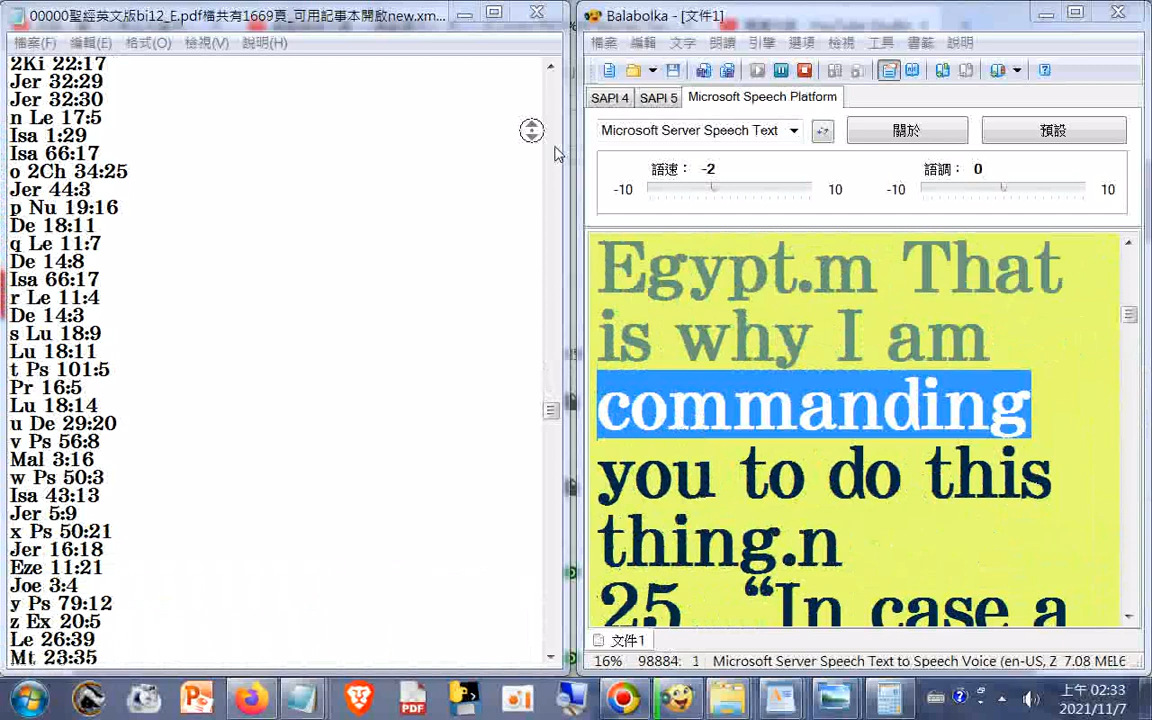 00000聖經英文版bi12_E.pdf檔共有1669頁_可用記事本開啟new.xm...
檔案(F) 編輯(E) 格式(O) 檢視(V) 說明(H)
2Ki 22:17
Jer 32:29
Jer 32:30
n Le 17:5
Isa 1:29
Isa 66:17
o 2Ch 34:25
Jer 44:3
p Nu 19:16
De 18:11
q Le 11:7
De 14:8
Isa 66:17
r Le 11:4
De 14:3
s Lu 18:9
Lu 18:11
t Ps 101:5
Pr 16:5
Lu 18:14
u De 29:20
v Ps 56:8
Mal 3:16
w Ps 50:3
Isa 43:13
Jer 5:9
x Ps 50:21
Jer 16:18
Eze 11:21
Joe 3:4
y Ps 79:12
z Ex 20:5
Le 26:39
Mt 23:35
Balabolka - [文件1]
檔案 編輯 文字 朗讀 引擎 選項 檢視 工具 書籤 說明
SAPI 4 SAPI 5 Microsoft Speech Platform
Microsoft Server Speech Text 關於 預設
語速： -2 語調： 0
-10 10 -10 10
Egypt.m That
is why I am
commanding
you to do this
thing.n
25 “In case a
文件1
16% 98884: 1 Microsoft Server Speech Text to Speech Voice (en-US, Z 7.08 MEL6
PDF
上午 02:33
2021/11/7